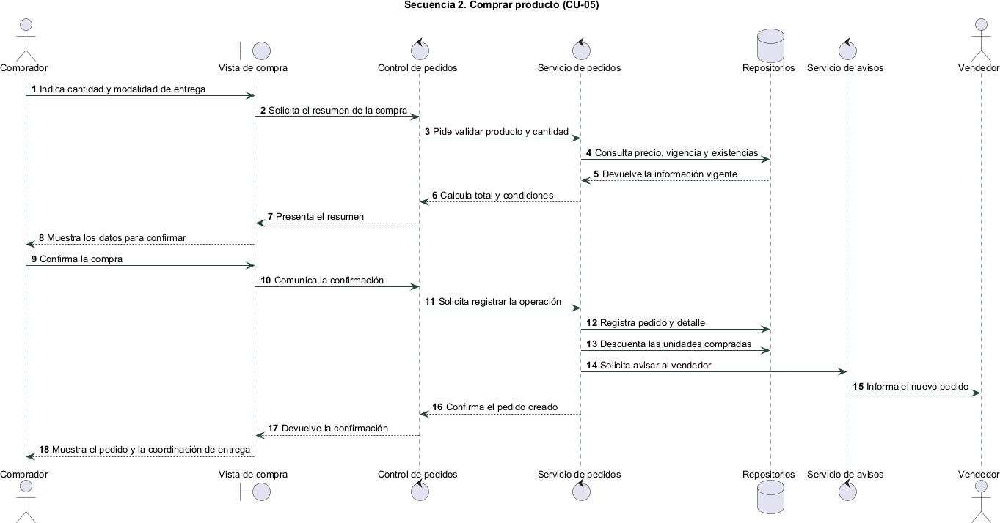 Secuencia 2. Comprar producto (CU-05)
Comprador
Vista de compra
Control de pedidos
Servicio de pedidos
Repositorios
Servicio de avisos
Vendedor
1 Indica cantidad y modalidad de entrega
2 Solicita el resumen de la compra
3 Pide validar producto y cantidad
4 Consulta precio, vigencia y existencias
5 Devuelve la información vigente
6 Calcula total y condiciones
7 Presenta el resumen
8 Muestra los datos para confirmar
9 Confirma la compra
10 Comunica la confirmación
11 Solicita registrar la operación
12 Registra pedido y detalle
13 Descuenta las unidades compradas
14 Solicita avisar al vendedor
15 Informa el nuevo pedido
16 Confirma el pedido creado
17 Devuelve la confirmación
18 Muestra el pedido y la coordinación de entrega
Comprador
Vista de compra
Control de pedidos
Servicio de pedidos
Repositorios
Servicio de avisos
Vendedor